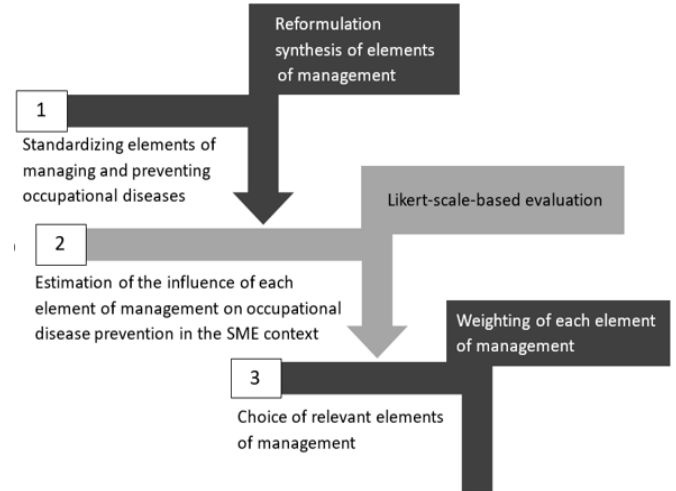 Reformulation
synthesis of elements
of management
1
Standardizing elements of
managing and preventing
occupational diseases
Likert-scale-based evaluation
2
Estimation of the influence of each
element of management on occupational
disease prevention in the SME context
Weighting of each element
of management
3
Choice of relevant elements
of management